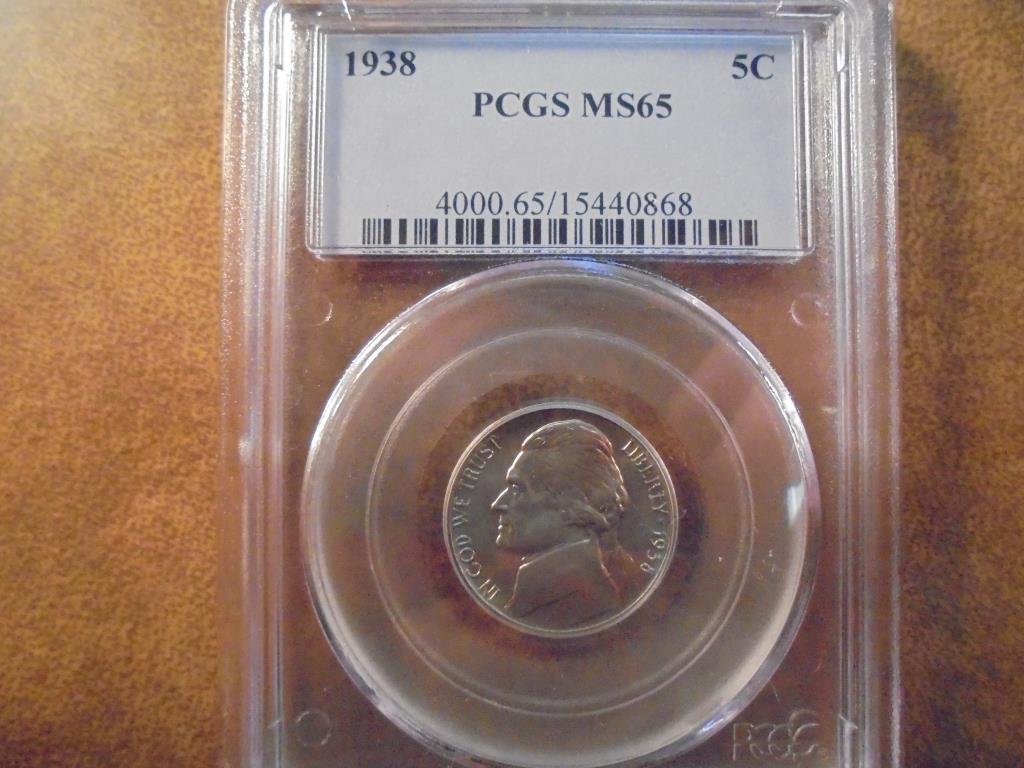 1938 5C
PCGS MS65
4000.65/15440868
IN GOD WE TRUST
LIBERTY · 1938
PCGS